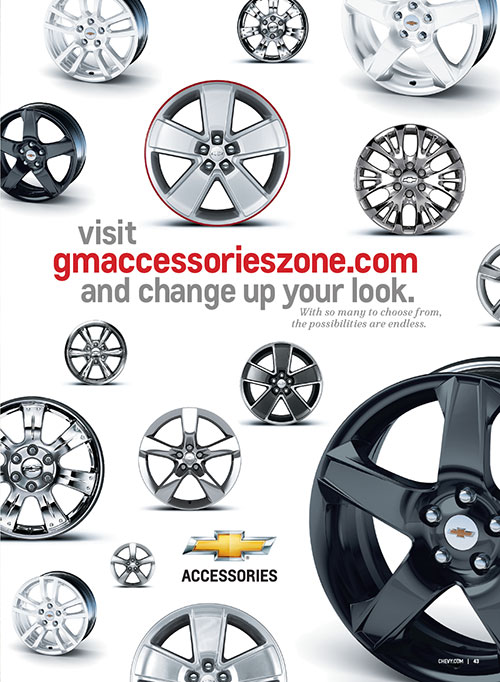 visit
gmaccessorieszone.com
and change up your look.
With so many to choose from,
the possibilities are endless.
ACCESSORIES
CHEVY.COM | 43